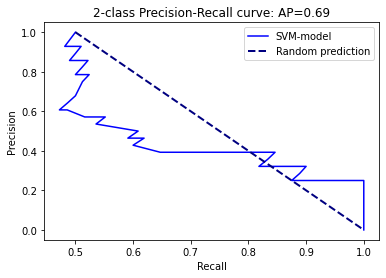 2-class Precision-Recall curve: AP=0.69
SVM-model
Random prediction
Precision
1.0
0.8
0.6
0.4
0.2
0.0
0.5
0.6
0.7
0.8
0.9
1.0
Recall